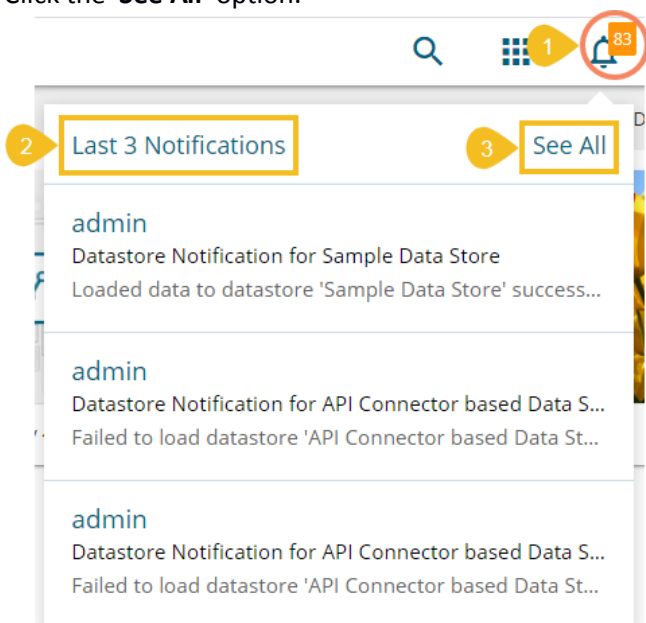 Click the 'See All' option.
1
83
D
2
Last 3 Notifications
3
See All
admin
Datastore Notification for Sample Data Store
Loaded data to datastore 'Sample Data Store' success...
admin
Datastore Notification for API Connector based Data S...
Failed to load datastore 'API Connector based Data St...
admin
Datastore Notification for API Connector based Data S...
Failed to load datastore 'API Connector based Data St...